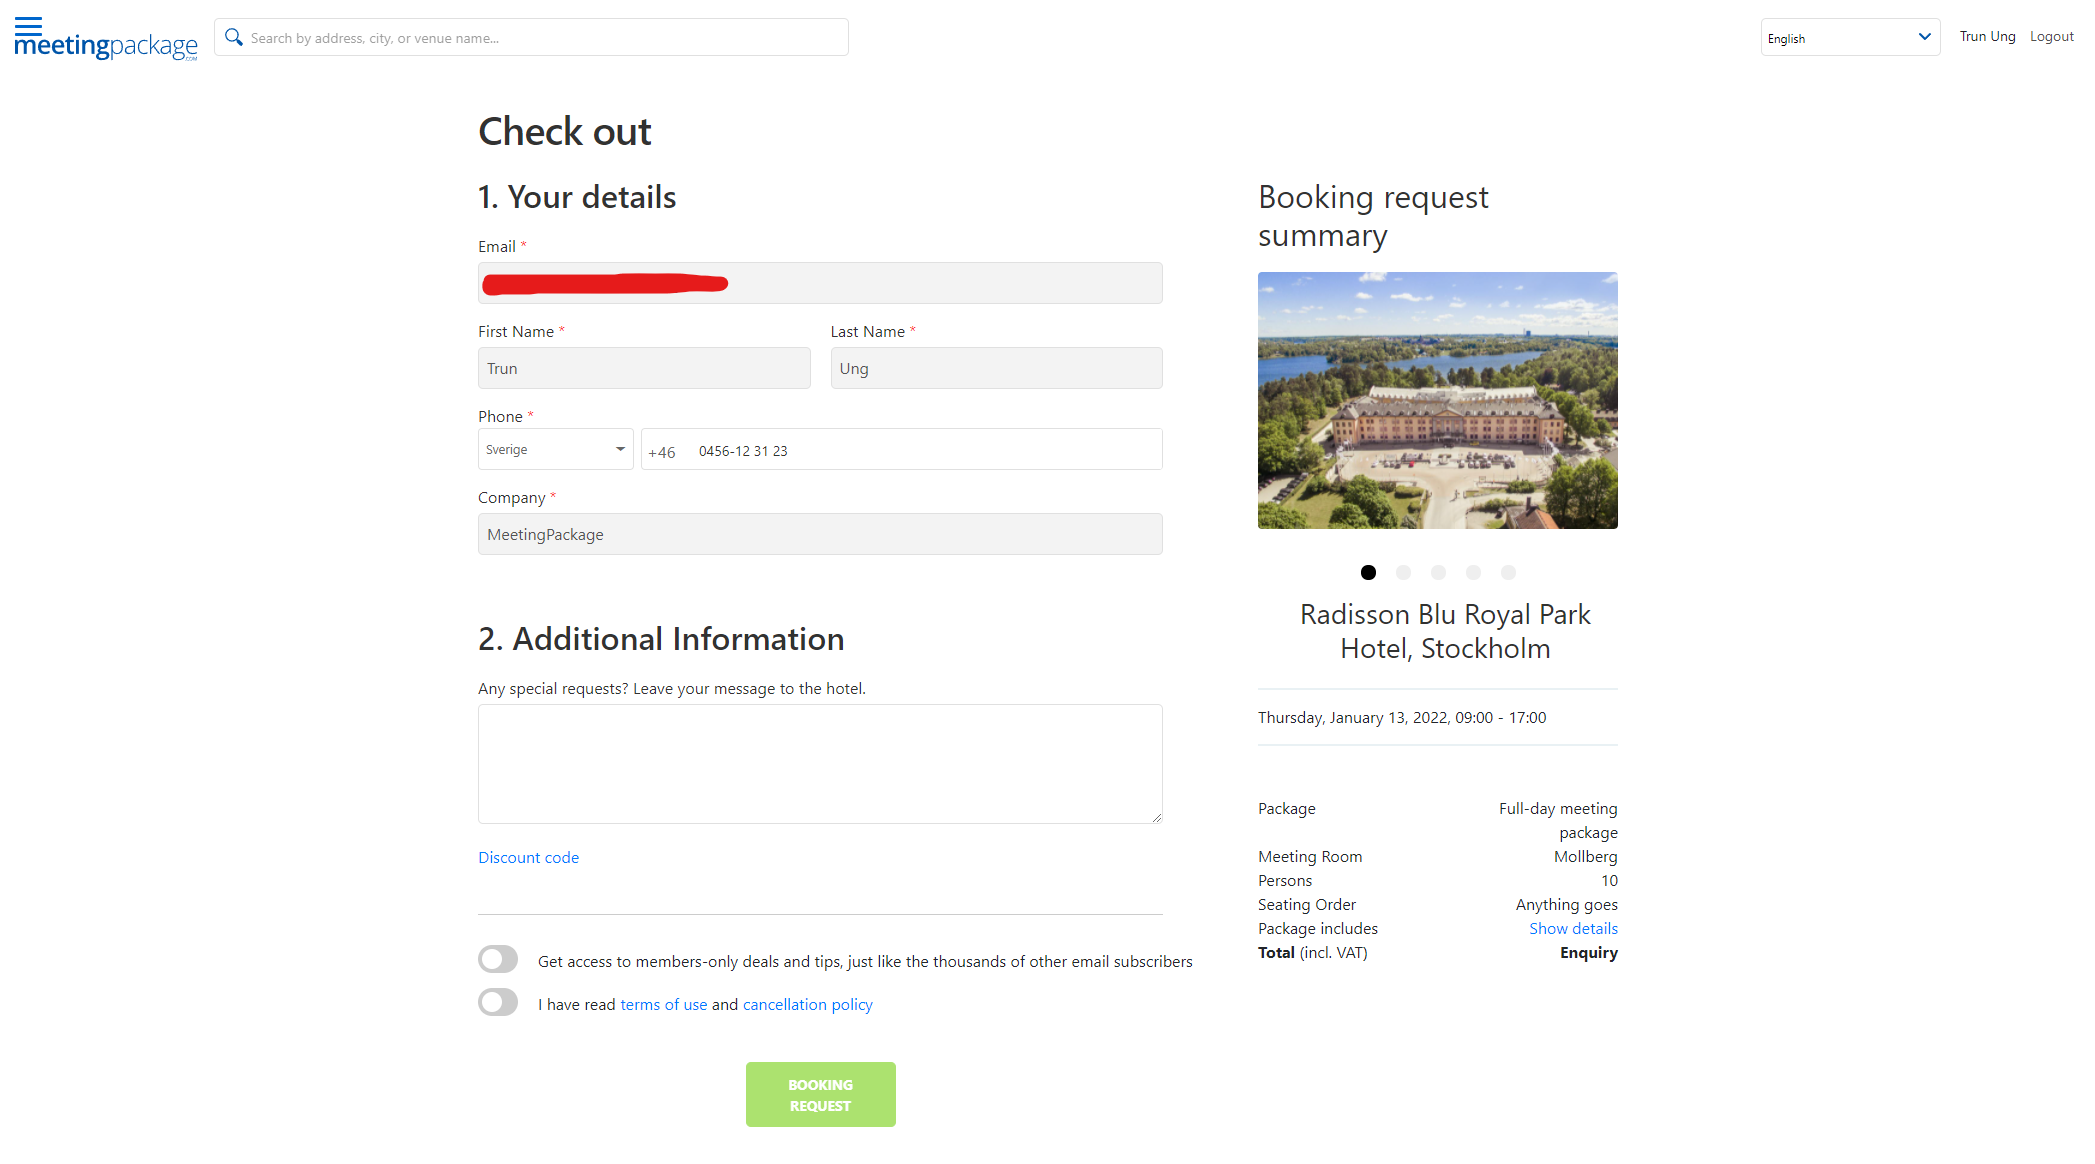 meetingpackage
.COM
Search by address, city, or venue name...
English
Trun Ung
Logout
Check out
1. Your details
Email *
First Name *
Last Name *
Trun
Ung
Phone *
Sverige
+46
0456-12 31 23
Company *
MeetingPackage
2. Additional Information
Any special requests? Leave your message to the hotel.
Discount code
Get access to members-only deals and tips, just like the thousands of other email subscribers
I have read terms of use and cancellation policy
BOOKING
REQUEST
Booking request
summary
Radisson Blu Royal Park
Hotel, Stockholm
Thursday, January 13, 2022, 09:00 - 17:00
Package Full-day meeting
package
Meeting Room Mollberg
Persons 10
Seating Order Anything goes
Package includes Show details
Total (incl. VAT) Enquiry